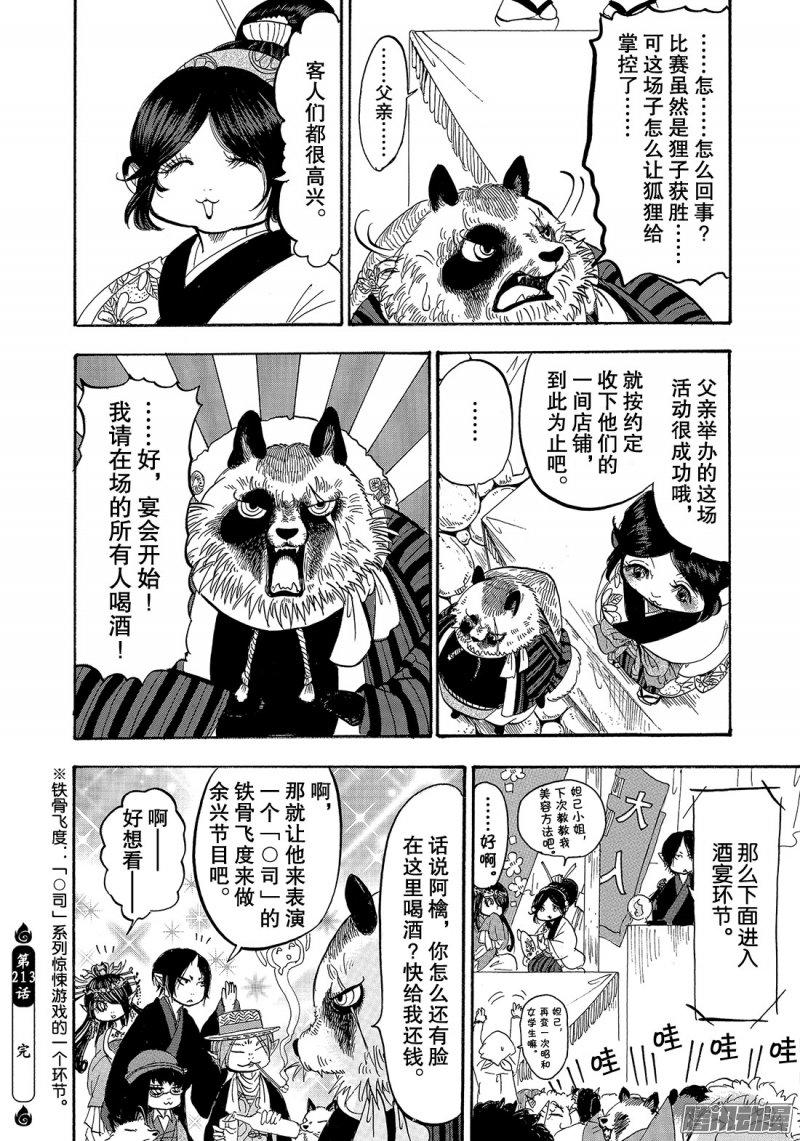 ……怎……怎么回事？
比赛虽然是狸子获胜……
可这场子怎么让狐狸给
掌控了……
……父亲……
客人们都很高兴。
父亲举办的这场
活动很成功哦，
就按约定
收下他们的
一间店铺，
到此为止吧。
……
……好，宴会开始！
我请在场的所有人喝酒！
那么下面进入
酒宴环节。
大人
妲己小姐，
下次教教我
美容方法吧。
……好啊。
妲己，
再变一次昭和
女学生嘛。
哇
哇
哇
哇
话说阿檎，你怎么还有脸
在这里喝酒？快给我还钱。
啊，
那就让他来表演
一个「○司」的
铁骨飞度来做
余兴节目吧。
啊——
好想看——
※铁骨飞度：「○司」系列惊悚游戏的一个环节。
第213话
完
腾讯动漫